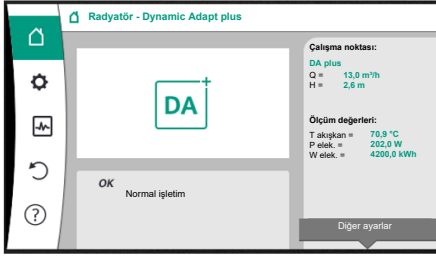 Radyatör - Dynamic Adapt plus
DA+
OK
Normal işletim
Çalışma noktası:
DA plus
Q = 13,0 m³/h
H = 2,6 m
Ölçüm değerleri:
T akışkan = 70,9 °C
P elek. = 202,0 W
W elek. = 4200,0 kWh
Diğer ayarlar
?